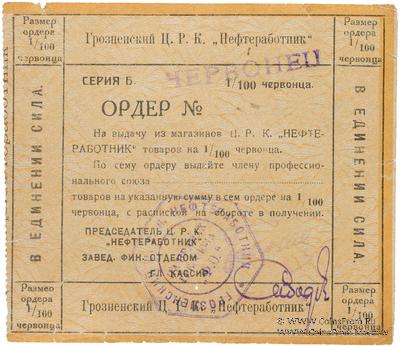 Размер ордера 1/100 червонца
Грозненский Ц. Р. К. „Нефтеработник"
Размер ордера 1/100 червонца
СЕРИЯ Б.
ЧЕРВОНЕЦ
1/100 червонца.
ОРДЕР №
На выдачу из магазинов Ц. Р. К. „НЕФТЕ-
РАБОТНИК" товаров на 1/100 червонца.
По сему ордеру выдайте члену профессио-
нального союза
товаров на указанную сумму в сем ордере на 1/100
червонца, с распиской на обороте в получении.
ПРЕДСЕДАТЕЛЬ Ц. Р. К.
„НЕФТЕРАБОТНИК"
ЗАВЕД. ФИН. ОТДЕЛОМ
ГЛ. КАССИР
В ЕДИНЕНИИ СИЛА.
В ЕДИНЕНИИ СИЛА.
НЕФТЕРАБОТНИК
ГРОЗНЕНСКИЙ
Размер ордера 1/100 червонца
Грозненский Ц. Р. К. „Нефтеработник"
Размер ордера 1/100 червонца